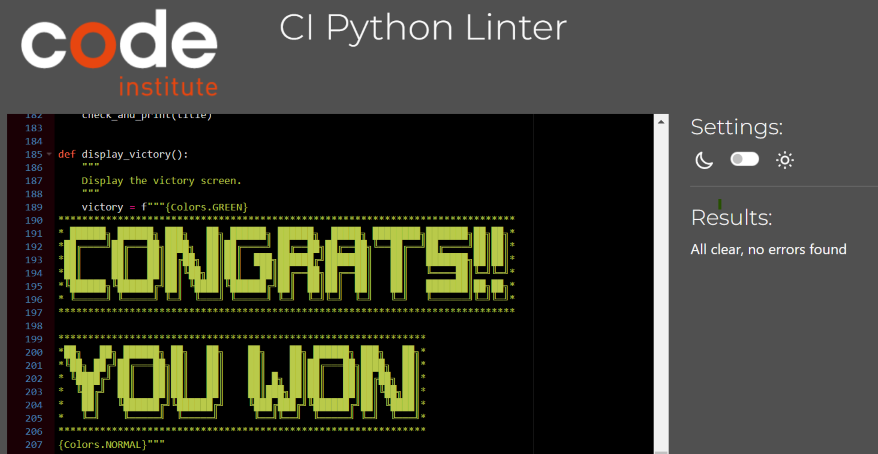 code
institute
CI Python Linter
182 check_and_print(title)
183
184
185 def display_victory():
186 """
187 Display the victory screen.
188 """
189 victory = f"""{Colors.GREEN}
190 *****************************************************************************
191 * *
192 * *
193 * CONGRATS!! *
194 * *
195 * *
196 * *
197 *****************************************************************************
198
199 **************************************************************
200 * *
201 * *
202 * YOU WON *
203 * *
204 * *
205 * *
206 **************************************************************
207 {Colors.NORMAL}"""
Settings:
Results:
All clear, no errors found